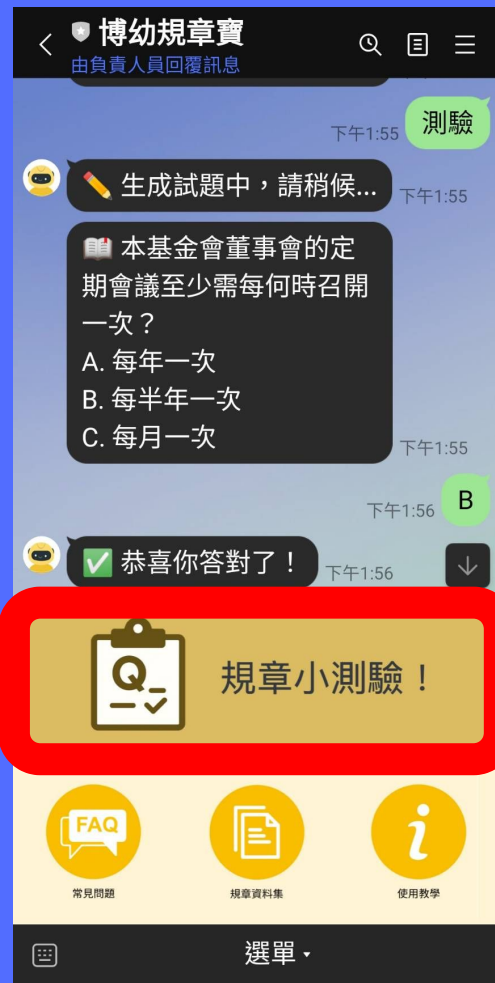 博幼規章寶
由負責人員回覆訊息
下午1:55
測驗
✏️ 生成試題中，請稍候...
下午1:55
📖 本基金會董事會的定
期會議至少需每何時召開
一次？
A. 每年一次
B. 每半年一次
C. 每月一次
下午1:55
下午1:56
B
✅ 恭喜你答對了！
下午1:56
Q
規章小測驗！
FAQ
i
常見問題
規章資料集
使用教學
選單